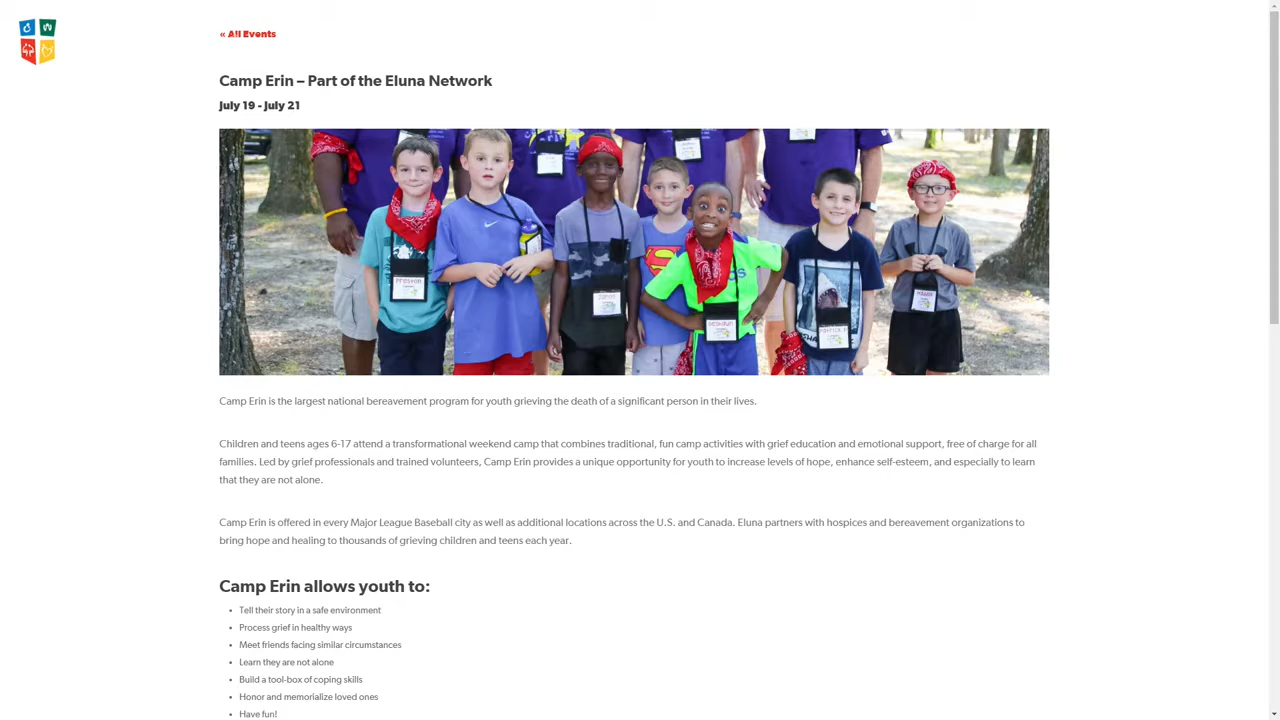 « All Events
Camp Erin – Part of the Eluna Network
July 19 - July 21
Camp Erin is the largest national bereavement program for youth grieving the death of a significant person in their lives.
Children and teens ages 6-17 attend a transformational weekend camp that combines traditional, fun camp activities with grief education and emotional support, free of charge for all
families. Led by grief professionals and trained volunteers, Camp Erin provides a unique opportunity for youth to increase levels of hope, enhance self-esteem, and especially to learn
that they are not alone.
Camp Erin is offered in every Major League Baseball city as well as additional locations across the U.S. and Canada. Eluna partners with hospices and bereavement organizations to
bring hope and healing to thousands of grieving children and teens each year.
Camp Erin allows youth to:
• Tell their story in a safe environment
• Process grief in healthy ways
• Meet friends facing similar circumstances
• Learn they are not alone
• Build a tool-box of coping skills
• Honor and memorialize loved ones
• Have fun!